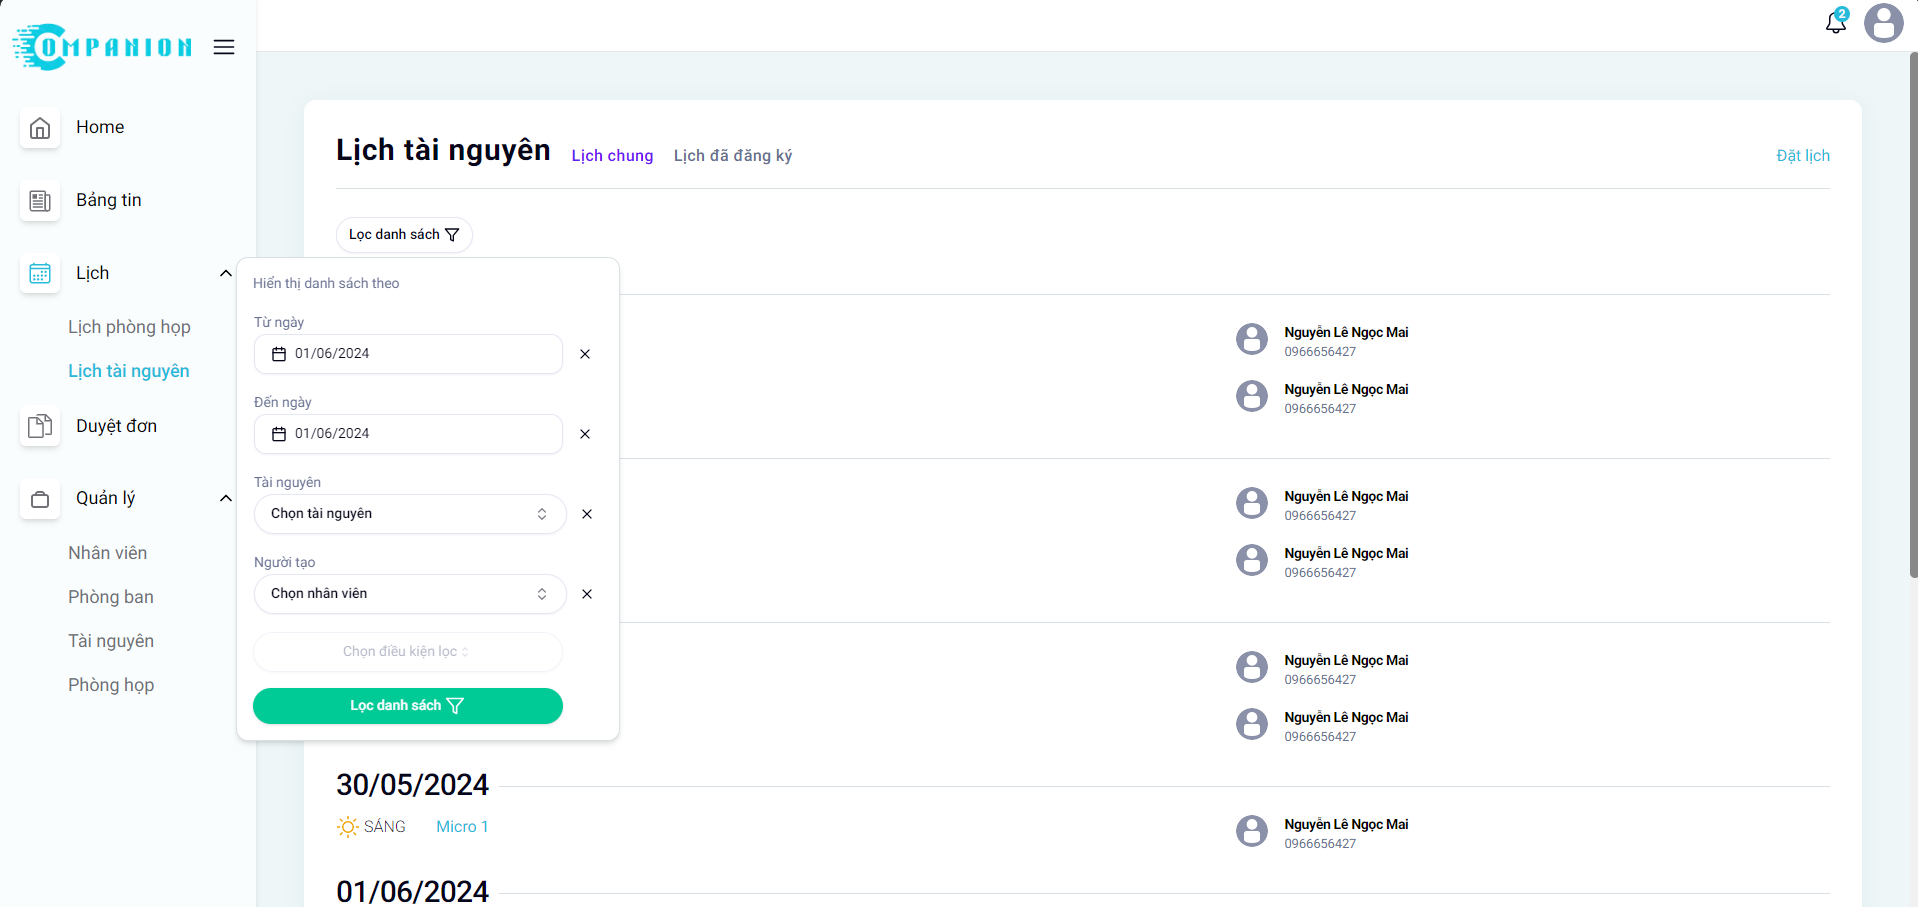 COMPANION
2
Home
Bảng tin
Lịch
Lịch phòng họp
Lịch tài nguyên
Duyệt đơn
Quản lý
Nhân viên
Phòng ban
Tài nguyên
Phòng họp
Lịch tài nguyên
Lịch chung
Lịch đã đăng ký
Đặt lịch
Lọc danh sách
Hiển thị danh sách theo
Từ ngày
01/06/2024
Đến ngày
01/06/2024
Tài nguyên
Chọn tài nguyên
Người tạo
Chọn nhân viên
Chọn điều kiện lọc
Lọc danh sách
Nguyễn Lê Ngọc Mai
0966656427
Nguyễn Lê Ngọc Mai
0966656427
Nguyễn Lê Ngọc Mai
0966656427
Nguyễn Lê Ngọc Mai
0966656427
Nguyễn Lê Ngọc Mai
0966656427
Nguyễn Lê Ngọc Mai
0966656427
30/05/2024
SÁNG
Micro 1
Nguyễn Lê Ngọc Mai
0966656427
01/06/2024